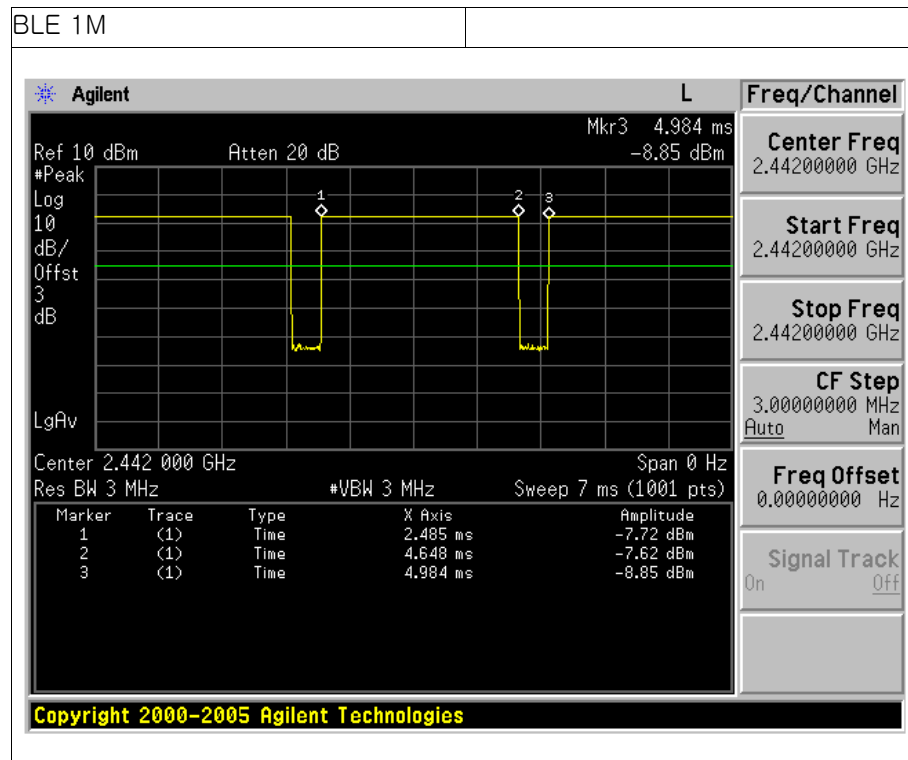 BLE 1M
Agilent L Freq/Channel
Mkr3 4.984 ms
Ref 10 dBm Atten 20 dB -8.85 dBm
#Peak
Log
10
dB/
Offst
3
dB
1 2 3
LgAv
Center 2.442 000 GHz Span 0 Hz
Res BW 3 MHz #VBW 3 MHz Sweep 7 ms (1001 pts)
Marker Trace Type X Axis Amplitude
1 (1) Time 2.485 ms -7.72 dBm
2 (1) Time 4.648 ms -7.62 dBm
3 (1) Time 4.984 ms -8.85 dBm
Center Freq
2.44200000 GHz
Start Freq
2.44200000 GHz
Stop Freq
2.44200000 GHz
CF Step
3.00000000 MHz
Auto Man
Freq Offset
0.00000000 Hz
Signal Track
On Off
Copyright 2000-2005 Agilent Technologies